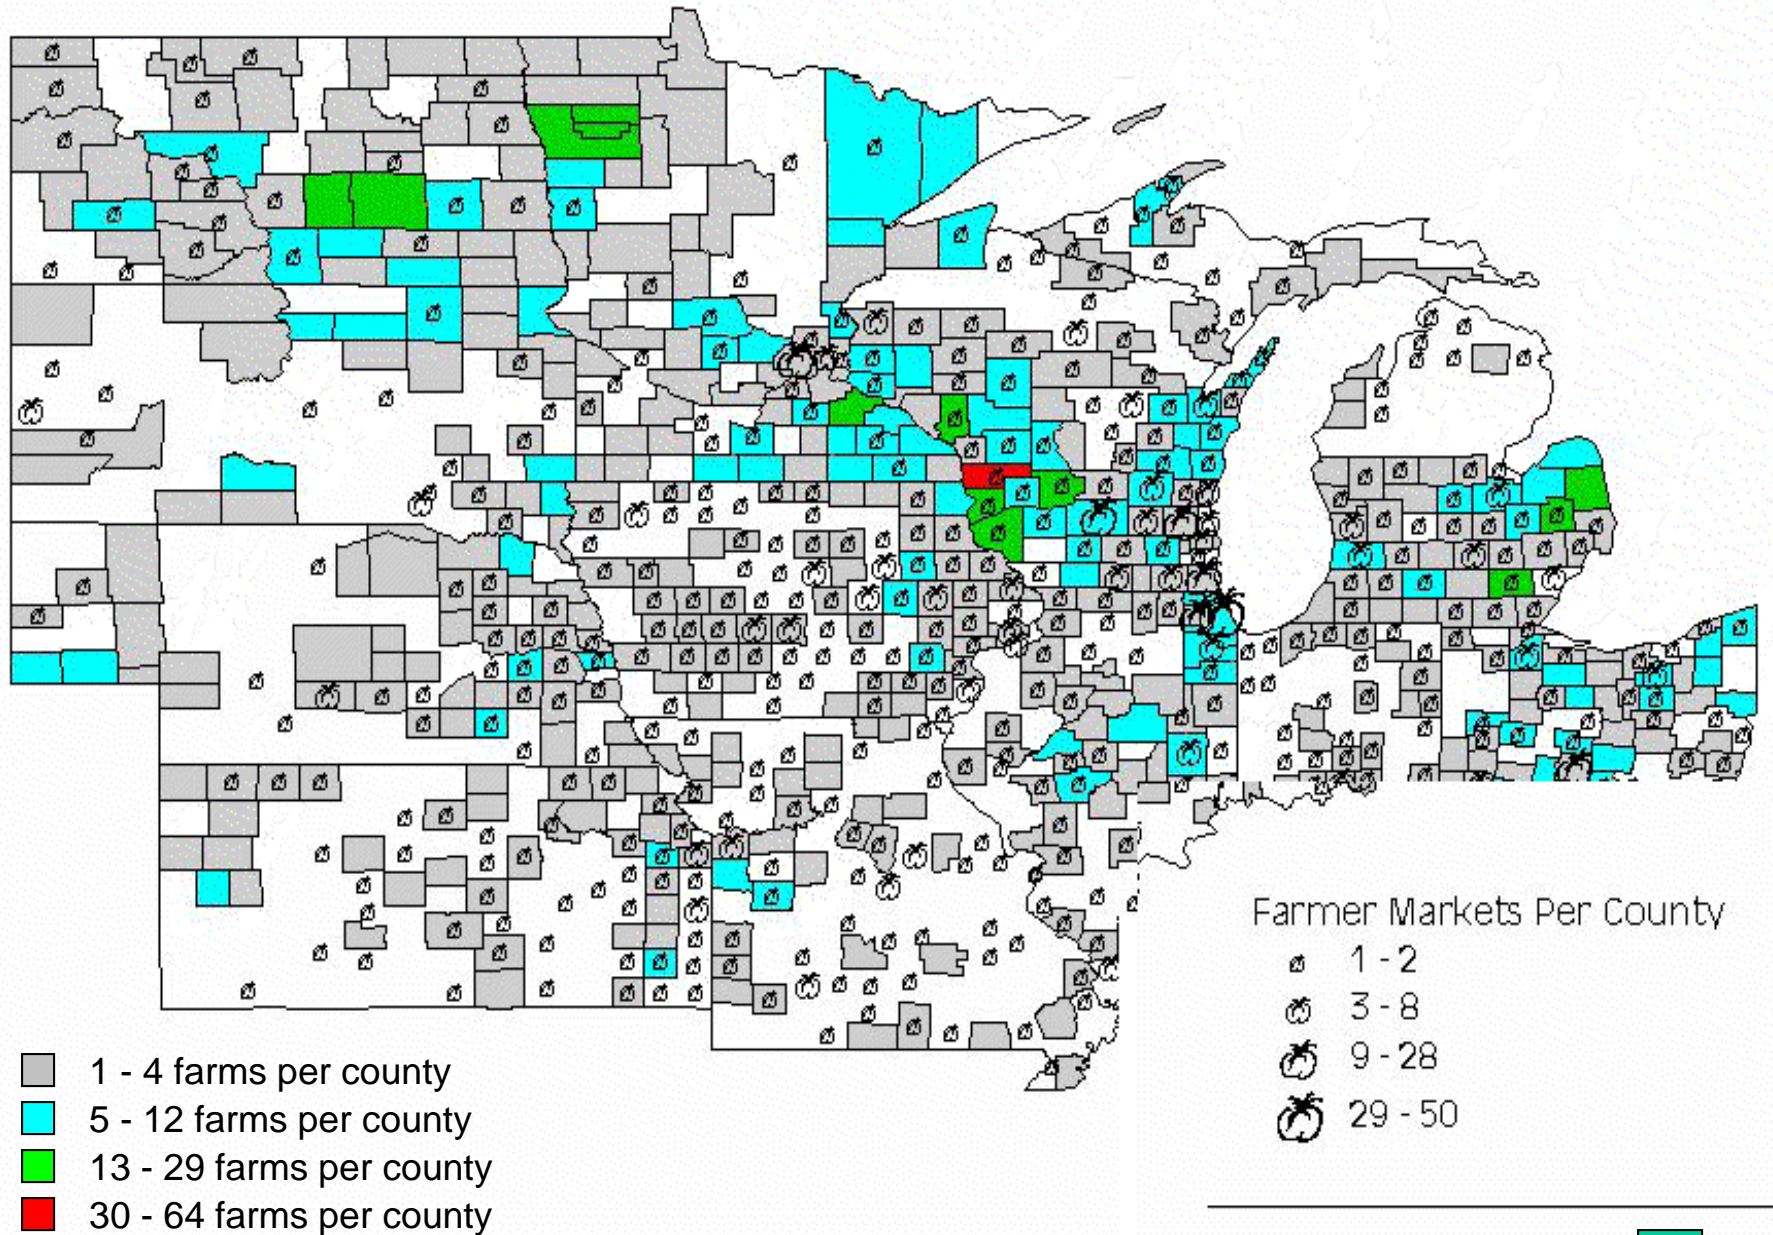 Farmer Markets Per County
1 - 2
3 - 8
9 - 28
29 - 50
1 - 4 farms per county
5 - 12 farms per county
13 - 29 farms per county
30 - 64 farms per county